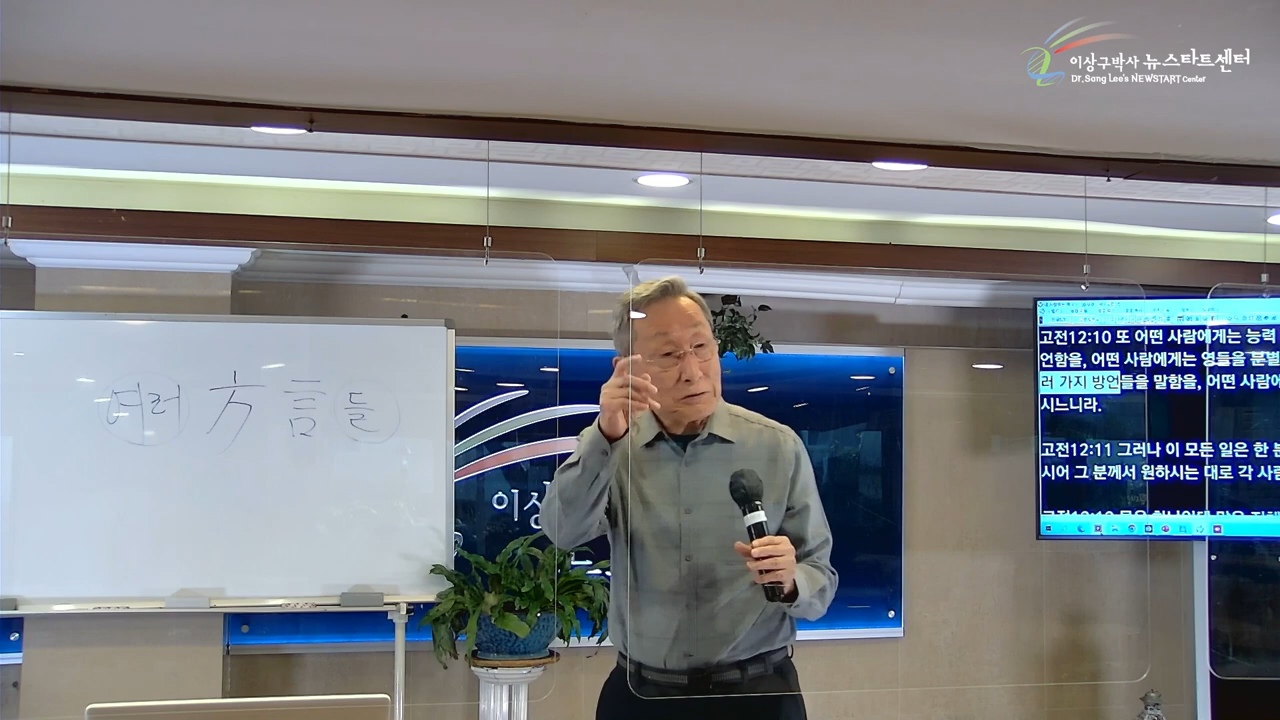 이상구박사 뉴스타트센터
Dr. Sang Lee's NEWSTART Center
여러 方言들
이상
고전12:10 또 어떤 사람에게는 능력
언함을, 어떤 사람에게는 영들을 분별
러 가지 방언들을 말함을, 어떤 사람에
시느니라.
고전12:11 그러나 이 모든 일은 한 분
시어 그 분께서 원하시는 대로 각 사람